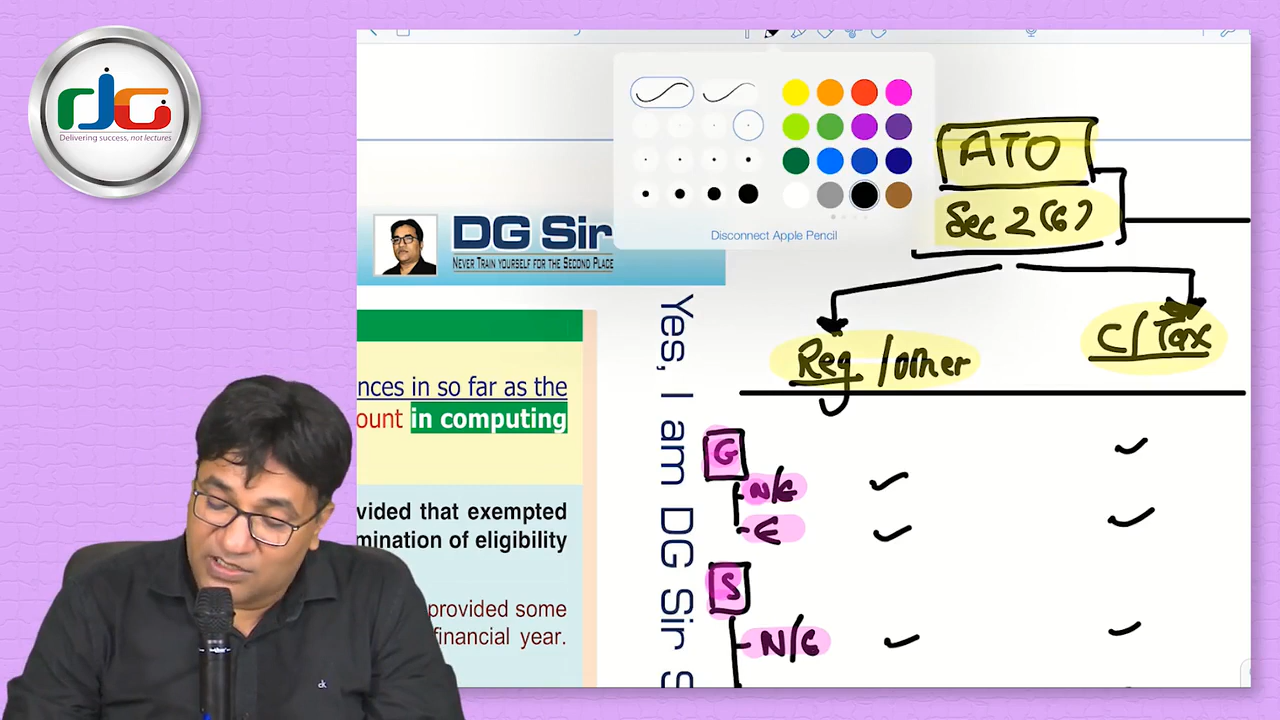 Delivering success, not lectures
Disconnect Apple Pencil
DG Sir
NEVER TRAIN YOURSELF FOR THE SECOND PLACE
nces in so far as the
ount in computing
vided that exempted
mination of eligibility
provided some
financial year.
Yes, I am DG Sir S
ATO
Sec 2(6)
Reg /other
C/Tax
G
N/E
E
S
N/E